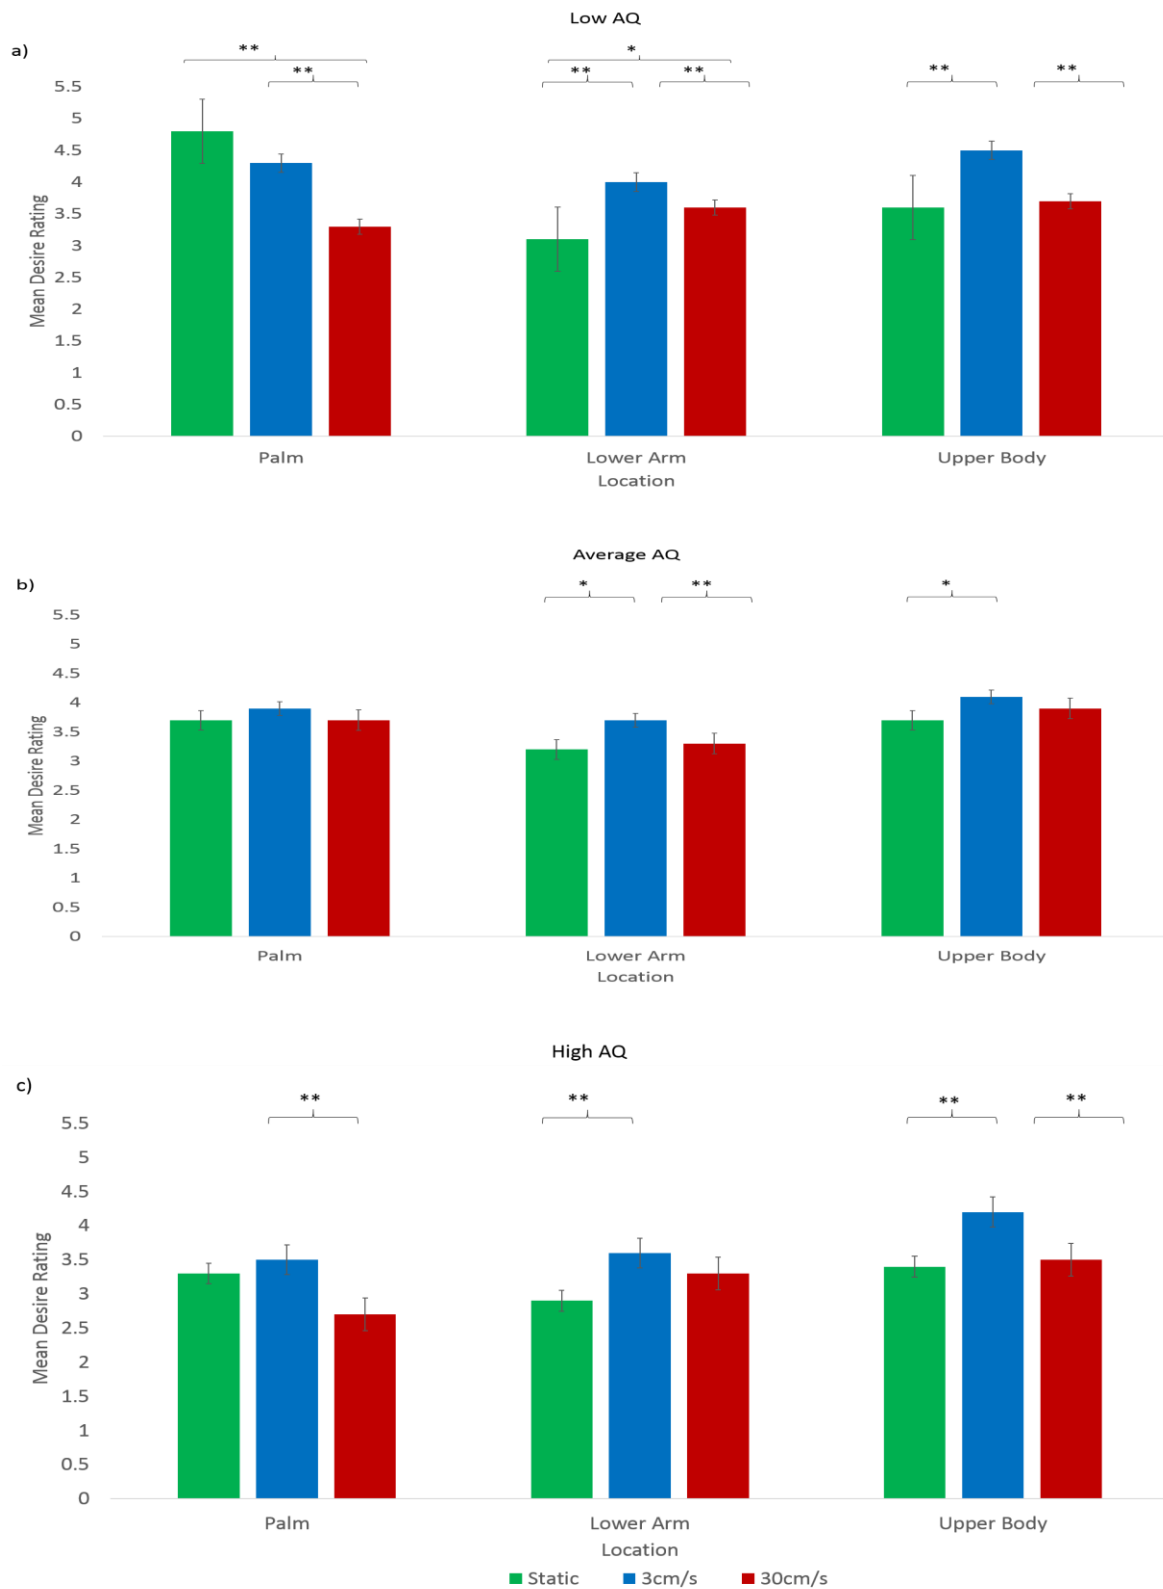 Low AQ
a)
** *
** ** ** ** **
5.5
5
4.5
4
3.5
3
2.5
2
1.5
1
0.5
0
Mean Desire Rating
Palm Lower Arm Upper Body
Location
Average AQ
b)
* ** *
5.5
5
4.5
4
3.5
3
2.5
2
1.5
1
0.5
0
Mean Desire Rating
Palm Lower Arm Upper Body
Location
High AQ
c)
** ** ** **
5.5
5
4.5
4
3.5
3
2.5
2
1.5
1
0.5
0
Mean Desire Rating
Palm Lower Arm Upper Body
Location
Static 3cm/s 30cm/s